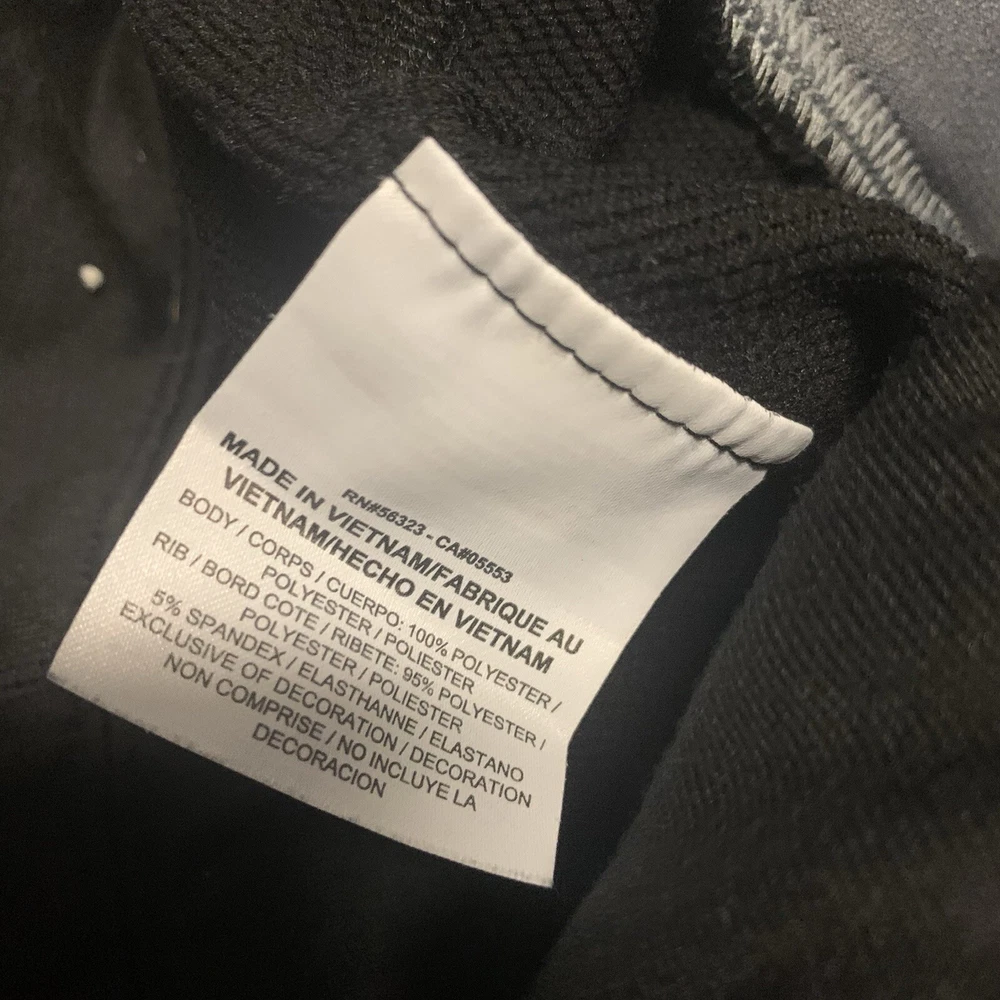 RN#56323 - CA#05553
MADE IN VIETNAM/FABRIQUE AU
VIETNAM/HECHO EN VIETNAM
BODY / CORPS / CUERPO: 100% POLYESTER /
POLYESTER / POLIESTER
RIB / BORD COTE / RIBETE: 95% POLYESTER /
POLYESTER / POLIESTER
5% SPANDEX / ELASTHANNE / ELASTANO
EXCLUSIVE OF DECORATION / DECORATION
NON COMPRISE / NO INCLUYE LA
DECORACION